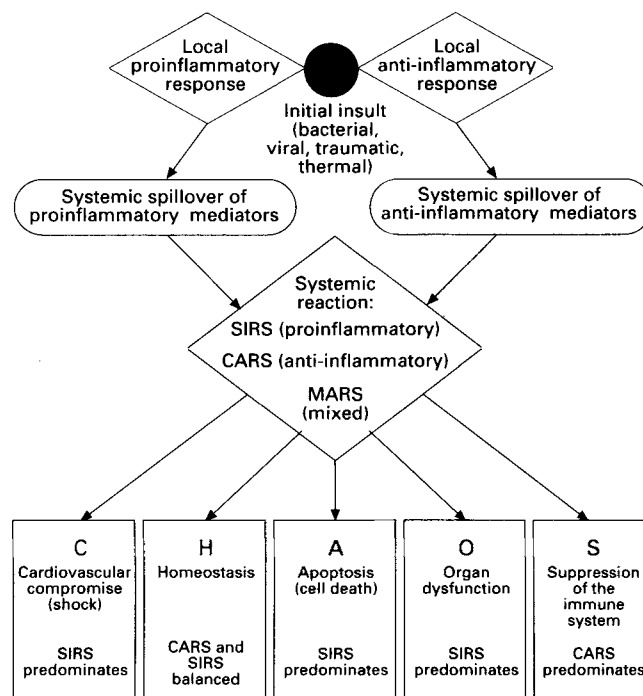 Local
proinflammatory
response
Local
anti-inflammatory
response
Initial insult
(bacterial,
viral, traumatic,
thermal)
Systemic spillover of
proinflammatory mediators
Systemic spillover of
anti-inflammatory mediators
Systemic
reaction:
SIRS (proinflammatory)
CARS (anti-inflammatory)
MARS
(mixed)
C
Cardiovascular
compromise
(shock)
SIRS
predominates
H
Homeostasis
CARS and
SIRS
balanced
A
Apoptosis
(cell death)
SIRS
predominates
O
Organ
dysfunction
SIRS
predominates
S
Suppression
of the
immune
system
CARS
predominates